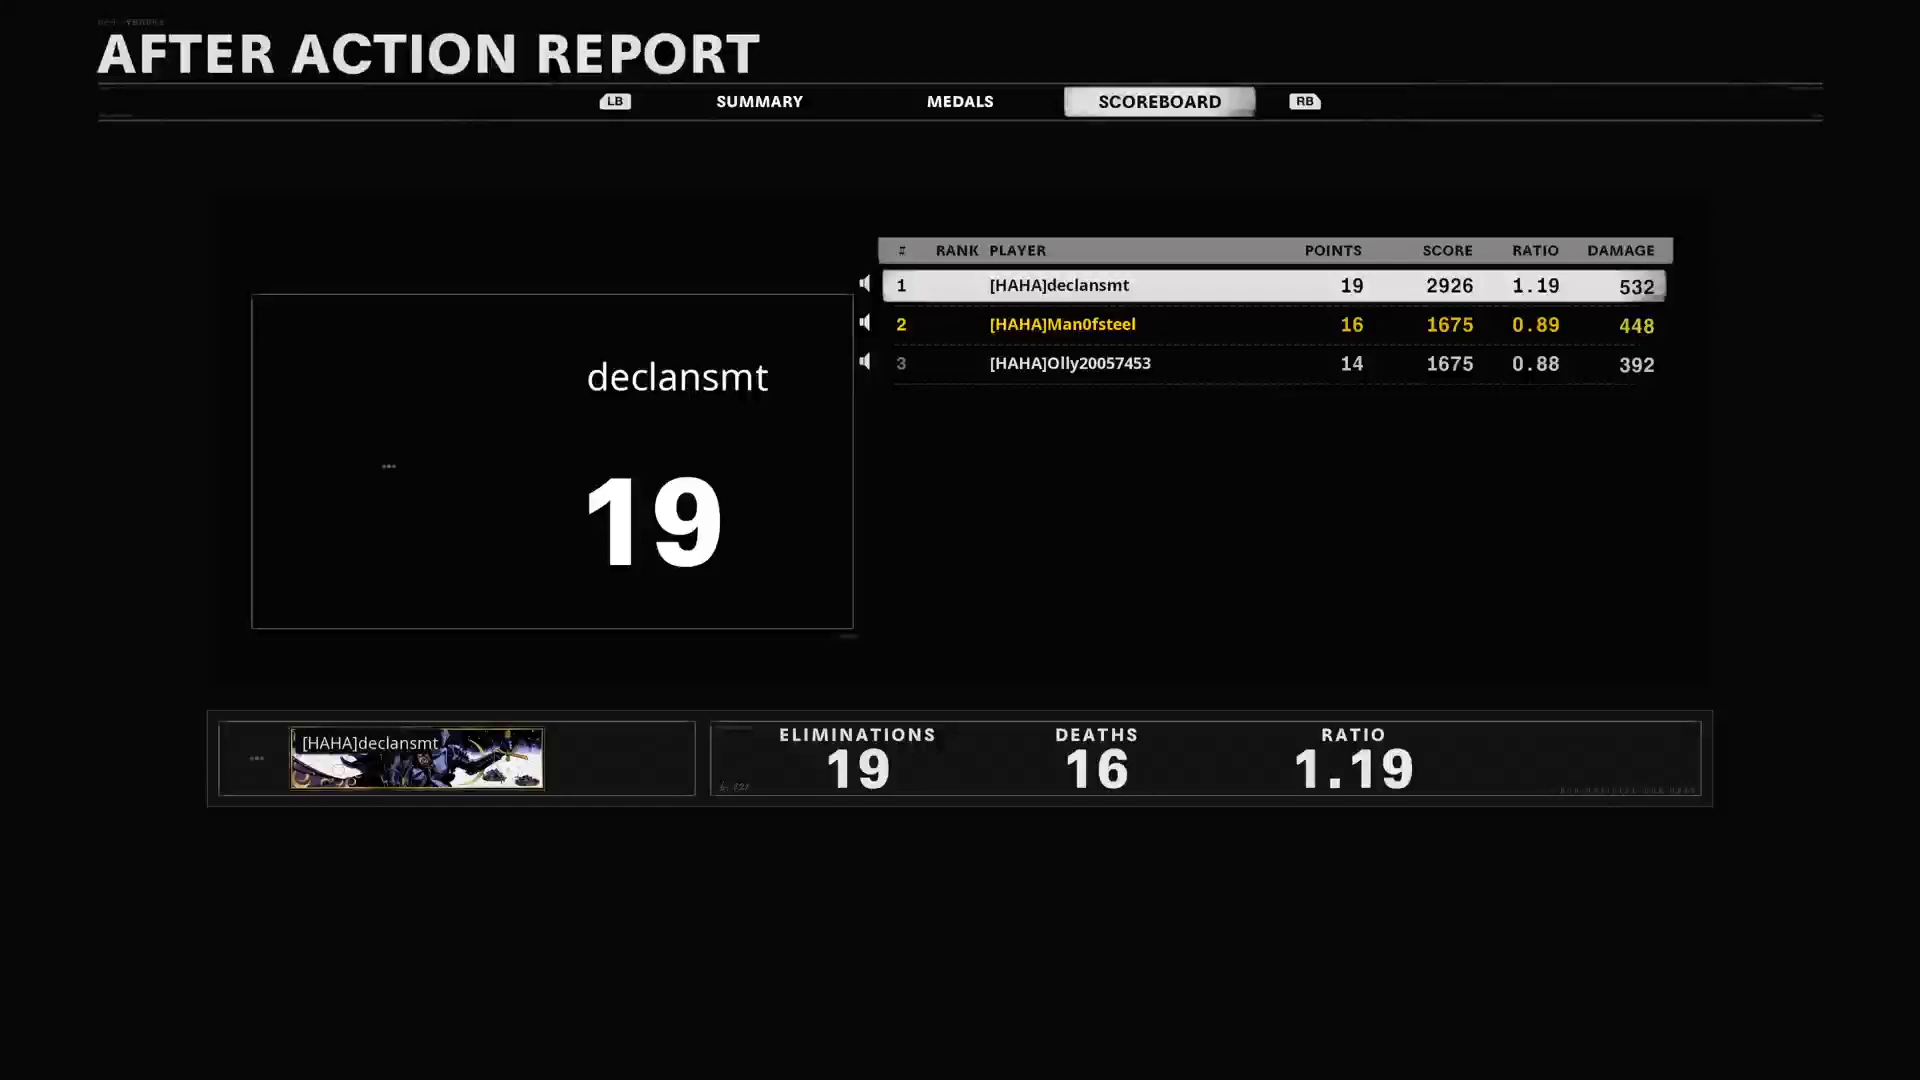 AFTER ACTION REPORT
LB SUMMARY MEDALS SCOREBOARD RB
# RANK PLAYER POINTS SCORE RATIO DAMAGE
1 [HAHA]declansmt 19 2926 1.19 532
2 [HAHA]Man0fsteel 16 1675 0.89 448
3 [HAHA]Olly20057453 14 1675 0.88 392
declansmt
19
[HAHA]declansmt
ELIMINATIONS DEATHS RATIO
19 16 1.19